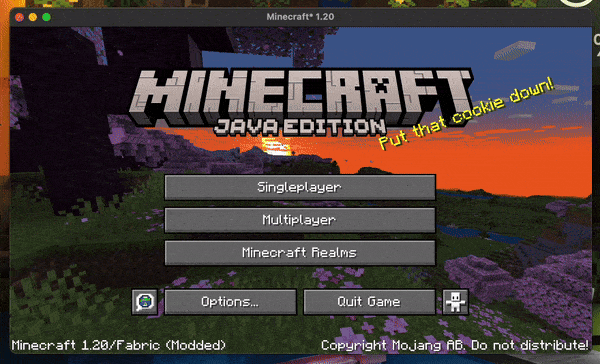 Minecraft* 1.20
MINECRAFT
JAVA EDITION
Put that cookie down!
Singleplayer
Multiplayer
Minecraft Realms
Options...
Quit Game
Minecraft 1.20/Fabric (Modded)
Copyright Mojang AB. Do not distribute!